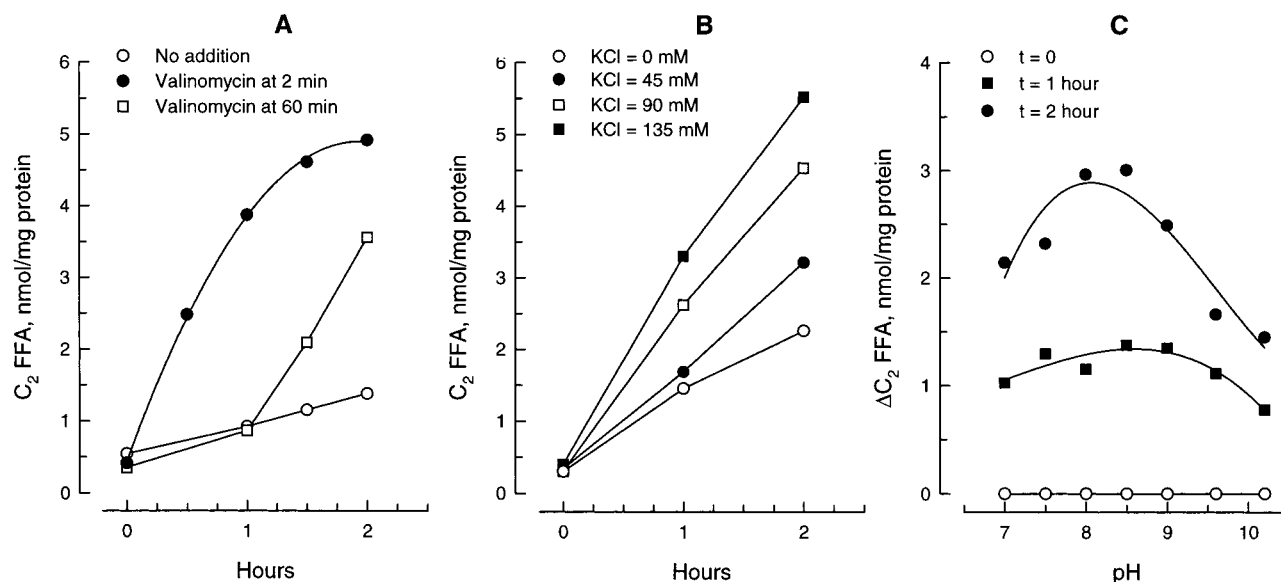 A
No addition
Valinomycin at 2 min
Valinomycin at 60 min
6
5
4
3
2
1
0
C₂ FFA, nmol/mg protein
0 1 2
Hours
B
KCl = 0 mM
KCl = 45 mM
KCl = 90 mM
KCl = 135 mM
6
5
4
3
2
1
0
C₂ FFA, nmol/mg protein
0 1 2
Hours
C
t = 0
t = 1 hour
t = 2 hour
4
3
2
1
0
ΔC₂ FFA, nmol/mg protein
7 8 9 10
pH